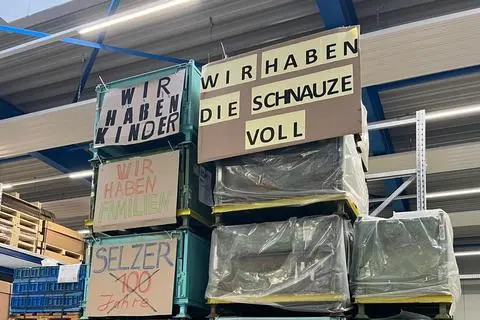 WIR
HABEN
KINDER
WIR HABEN
DIE SCHNAUZE
VOLL
WIR
HABEN
FAMILIEN
SELZER
100
Jahre